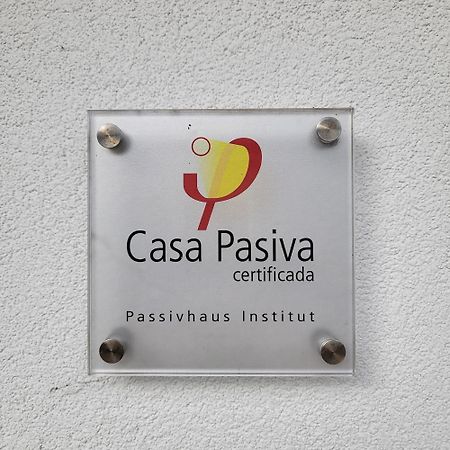 Casa Pasiva
certificada
Passivhaus Institut